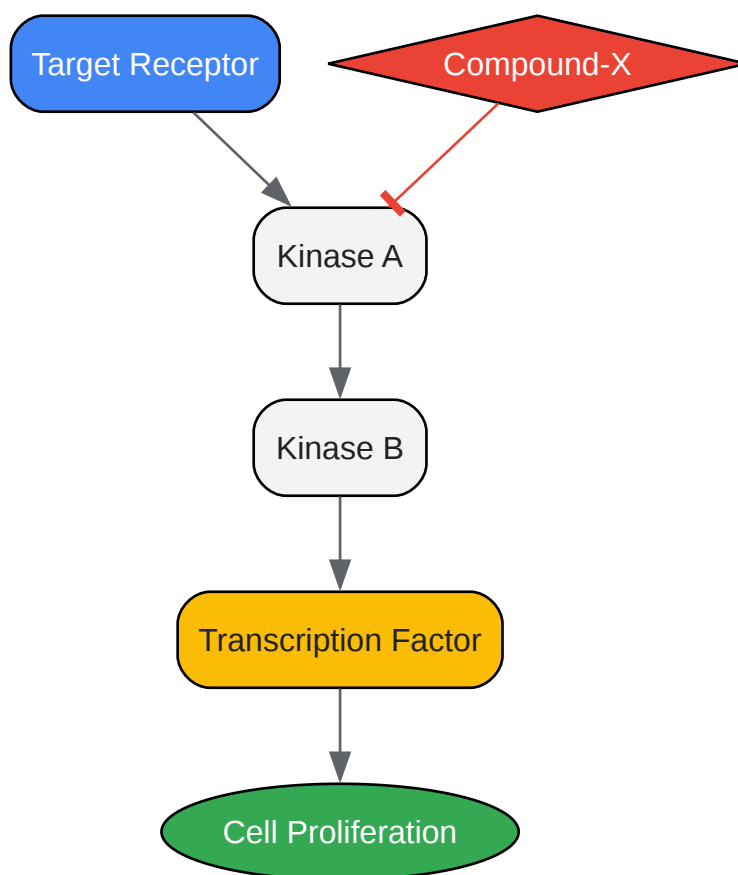 Target Receptor
Compound-X
Kinase A
Kinase B
Transcription Factor
Cell Proliferation